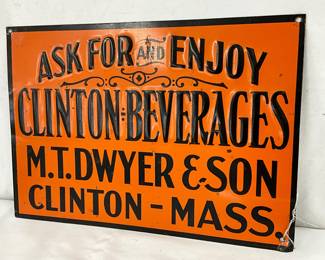 ASK FOR AND ENJOY
CLINTON BEVERAGES
M.T. DWYER & SON
CLINTON - MASS.